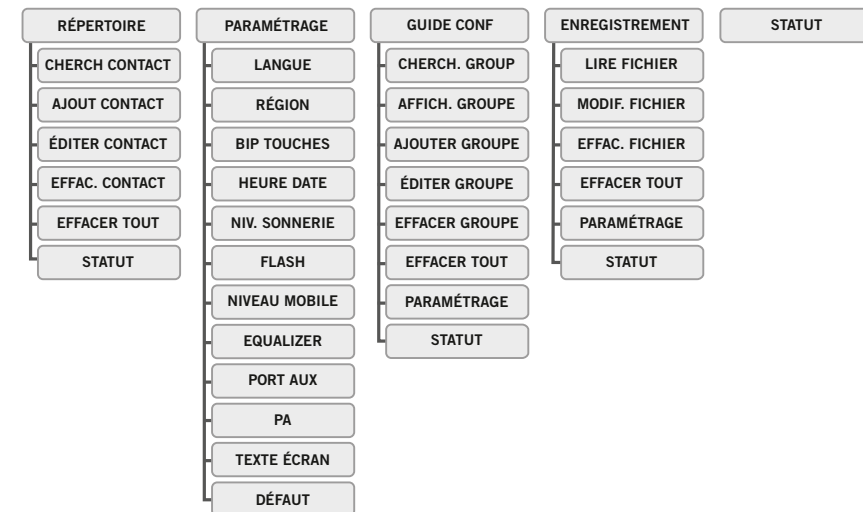 RÉPERTOIRE
CHERCH CONTACT
AJOUT CONTACT
ÉDITER CONTACT
EFFAC. CONTACT
EFFACER TOUT
STATUT
PARAMÉTRAGE
LANGUE
RÉGION
BIP TOUCHES
HEURE DATE
NIV. SONNERIE
FLASH
NIVEAU MOBILE
EQUALIZER
PORT AUX
PA
TEXTE ÉCRAN
DÉFAUT
GUIDE CONF
CHERCH. GROUP
AFFICH. GROUPE
AJOUTER GROUPE
ÉDITER GROUPE
EFFACER GROUPE
EFFACER TOUT
PARAMÉTRAGE
STATUT
ENREGISTREMENT
LIRE FICHIER
MODIF. FICHIER
EFFAC. FICHIER
EFFACER TOUT
PARAMÉTRAGE
STATUT
STATUT